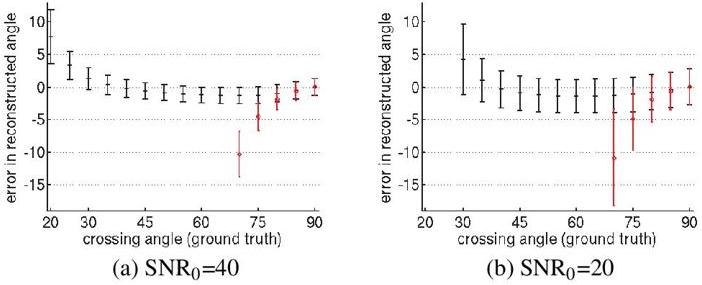 error in reconstructed angle
10
5
0
-5
-10
-15
20 30 45 60 75 90
crossing angle (ground truth)
(a) SNR0=40
error in reconstructed angle
10
5
0
-5
-10
-15
20 30 45 60 75 90
crossing angle (ground truth)
(b) SNR0=20